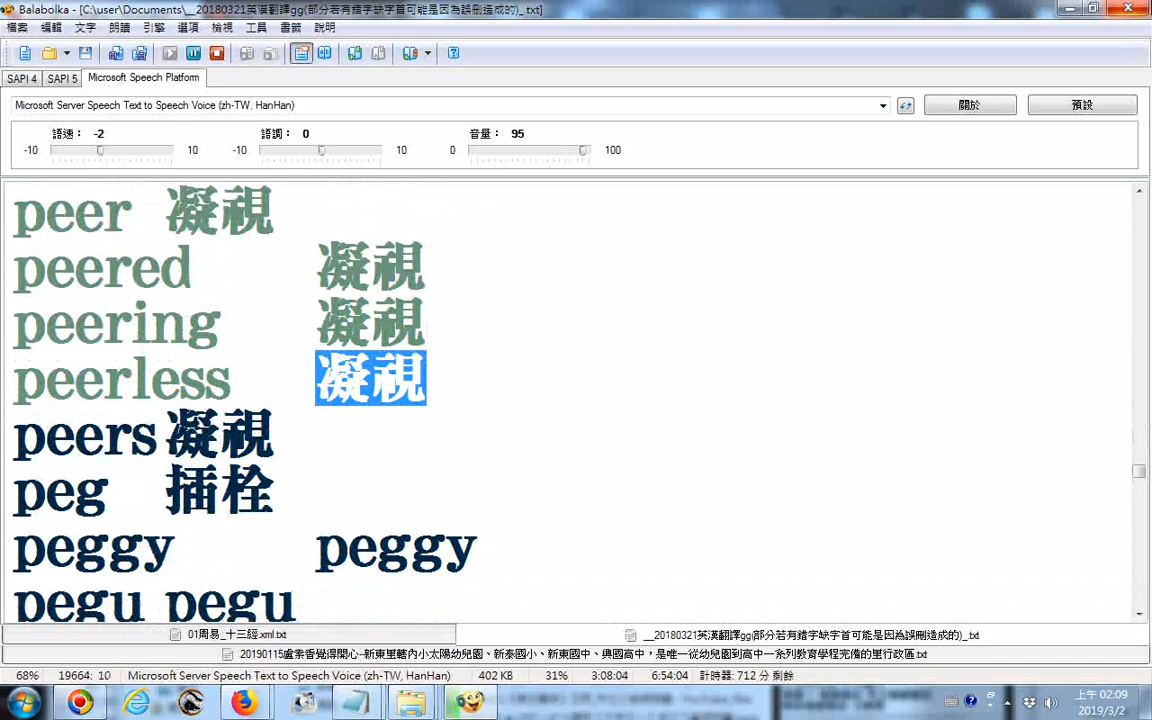 Balabolka - [C:\user\Documents\__20180321英漢翻譯gg(部分若有錯字缺字首可能是因為誤刪造成的)_.txt]
檔案 編輯 文字 朗讀 引擎 選項 檢視 工具 書籤 說明
SAPI 4 SAPI 5 Microsoft Speech Platform
Microsoft Server Speech Text to Speech Voice (zh-TW, HanHan) 關於 預設
語速： -2 語調： 0 音量： 95
-10 10 -10 10 0 100
peer 凝視
peered 凝視
peering 凝視
peerless 凝視
peers 凝視
peg 插栓
peggy peggy
pegu pegu
01周易_十三經.xml.txt __20180321英漢翻譯gg(部分若有錯字缺字首可能是因為誤刪造成的)_.txt
20190115盧素香覺得開心-新東里轄內小太陽幼兒園、新泰國小、新東國中、興國高中，是唯一從幼兒園到高中一系列教育學程完備的里行政區.txt
68% 19664: 10 Microsoft Server Speech Text to Speech Voice (zh-TW, HanHan) 402 KB 31% 3:08:04 6:54:04 計時器: 712 分 剩餘
上午 02:09
2019/3/2